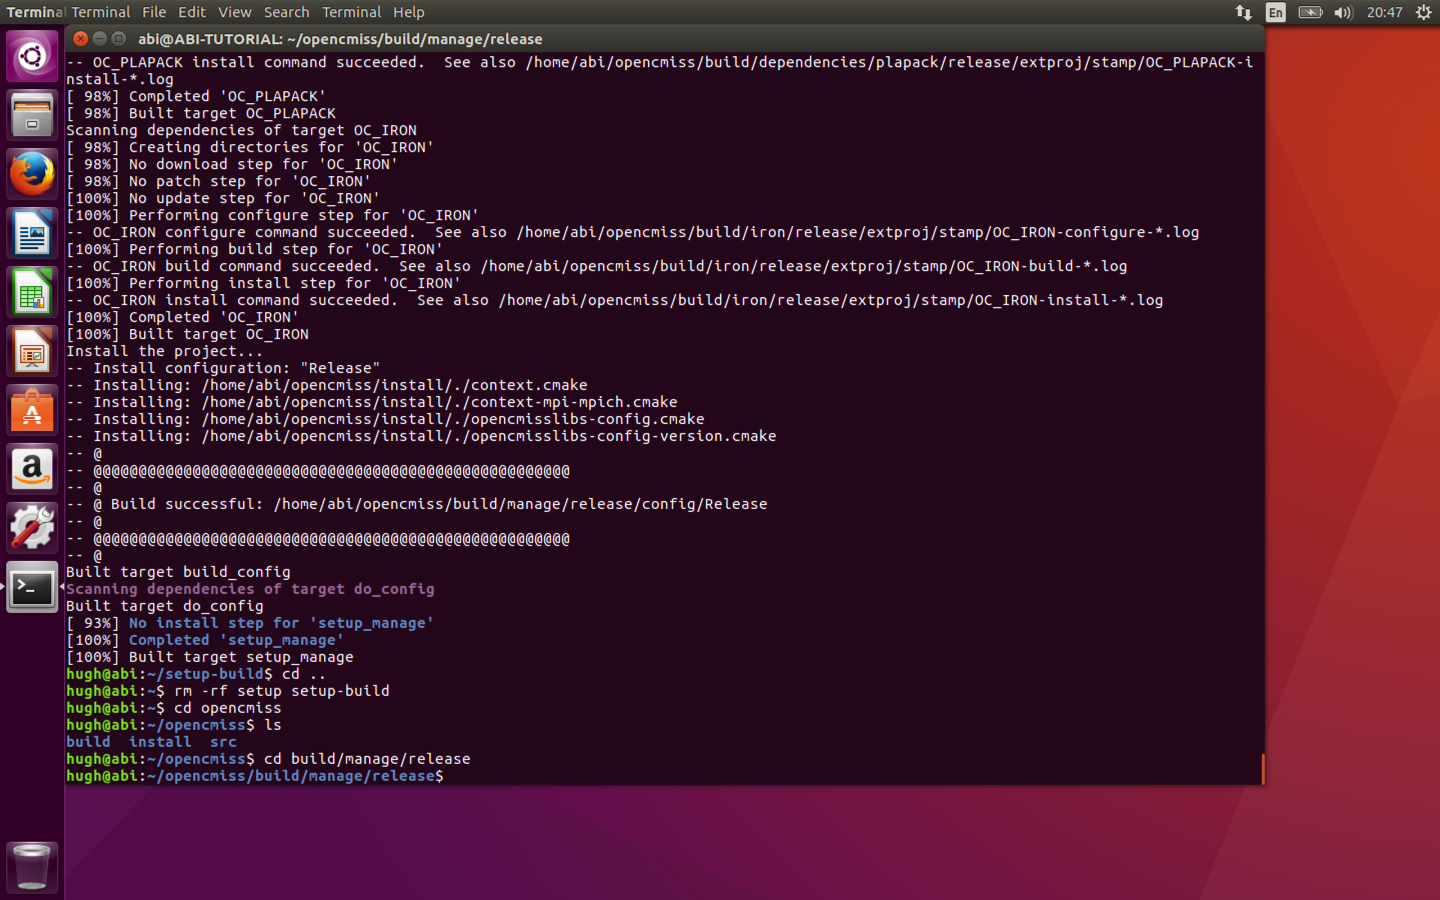 Terminal Terminal File Edit View Search Terminal Help
En 20:47
abi@ABI-TUTORIAL: ~/opencmiss/build/manage/release
-- OC_PLAPACK install command succeeded.  See also /home/abi/opencmiss/build/dependencies/plapack/release/extproj/stamp/OC_PLAPACK-i
nstall-*.log
[ 98%] Completed 'OC_PLAPACK'
[ 98%] Built target OC_PLAPACK
Scanning dependencies of target OC_IRON
[ 98%] Creating directories for 'OC_IRON'
[ 98%] No download step for 'OC_IRON'
[ 98%] No patch step for 'OC_IRON'
[100%] No update step for 'OC_IRON'
[100%] Performing configure step for 'OC_IRON'
-- OC_IRON configure command succeeded.  See also /home/abi/opencmiss/build/iron/release/extproj/stamp/OC_IRON-configure-*.log
[100%] Performing build step for 'OC_IRON'
-- OC_IRON build command succeeded.  See also /home/abi/opencmiss/build/iron/release/extproj/stamp/OC_IRON-build-*.log
[100%] Performing install step for 'OC_IRON'
-- OC_IRON install command succeeded.  See also /home/abi/opencmiss/build/iron/release/extproj/stamp/OC_IRON-install-*.log
[100%] Completed 'OC_IRON'
[100%] Built target OC_IRON
Install the project...
-- Install configuration: "Release"
-- Installing: /home/abi/opencmiss/install/./context.cmake
-- Installing: /home/abi/opencmiss/install/./context-mpi-mpich.cmake
-- Installing: /home/abi/opencmiss/install/./opencmisslibs-config.cmake
-- Installing: /home/abi/opencmiss/install/./opencmisslibs-config-version.cmake
-- @
-- @@@@@@@@@@@@@@@@@@@@@@@@@@@@@@@@@@@@@@@@@@@@@@@@@@@@@
-- @
-- @ Build successful: /home/abi/opencmiss/build/manage/release/config/Release
-- @
-- @@@@@@@@@@@@@@@@@@@@@@@@@@@@@@@@@@@@@@@@@@@@@@@@@@@@@
-- @
Built target build_config
Scanning dependencies of target do_config
Built target do_config
[ 93%] No install step for 'setup_manage'
[100%] Completed 'setup_manage'
[100%] Built target setup_manage
hugh@abi:~/setup-build$ cd ..
hugh@abi:~$ rm -rf setup setup-build
hugh@abi:~$ cd opencmiss
hugh@abi:~/opencmiss$ ls
build  install  src
hugh@abi:~/opencmiss$ cd build/manage/release
hugh@abi:~/opencmiss/build/manage/release$